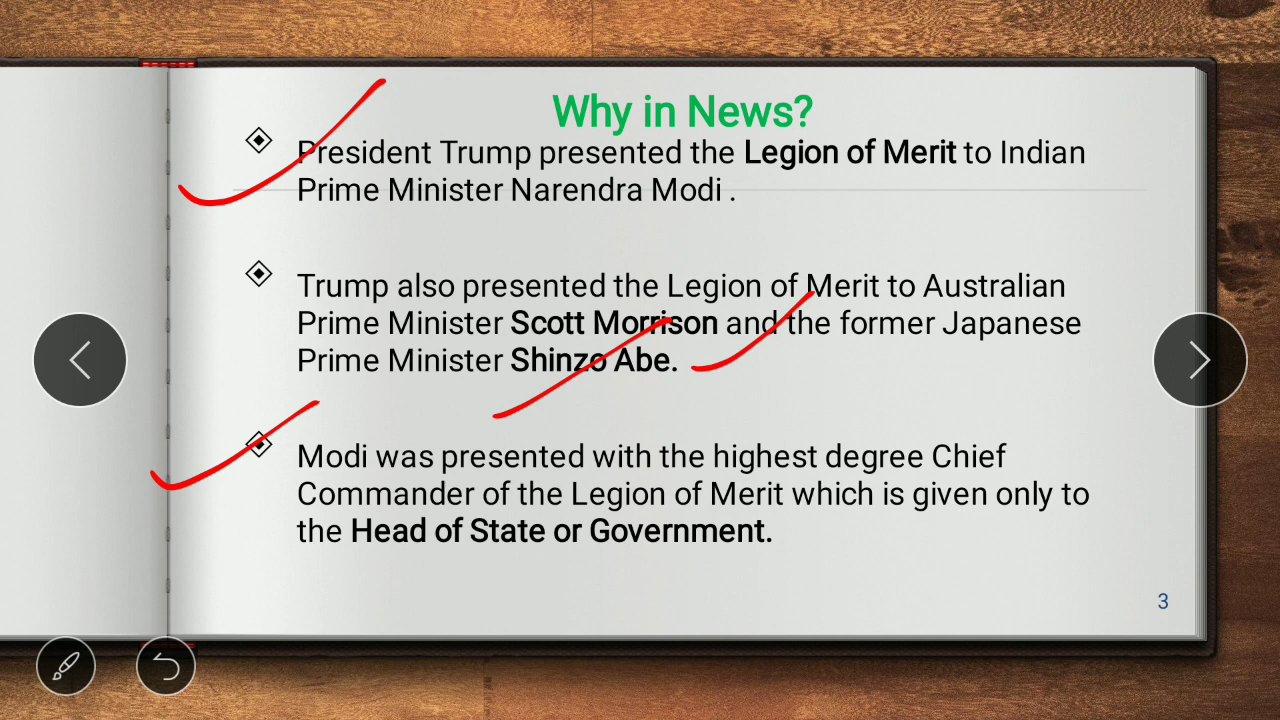 Why in News?
President Trump presented the Legion of Merit to Indian
Prime Minister Narendra Modi .
Trump also presented the Legion of Merit to Australian
Prime Minister Scott Morrison and the former Japanese
Prime Minister Shinzo Abe.
Modi was presented with the highest degree Chief
Commander of the Legion of Merit which is given only to
the Head of State or Government.
3